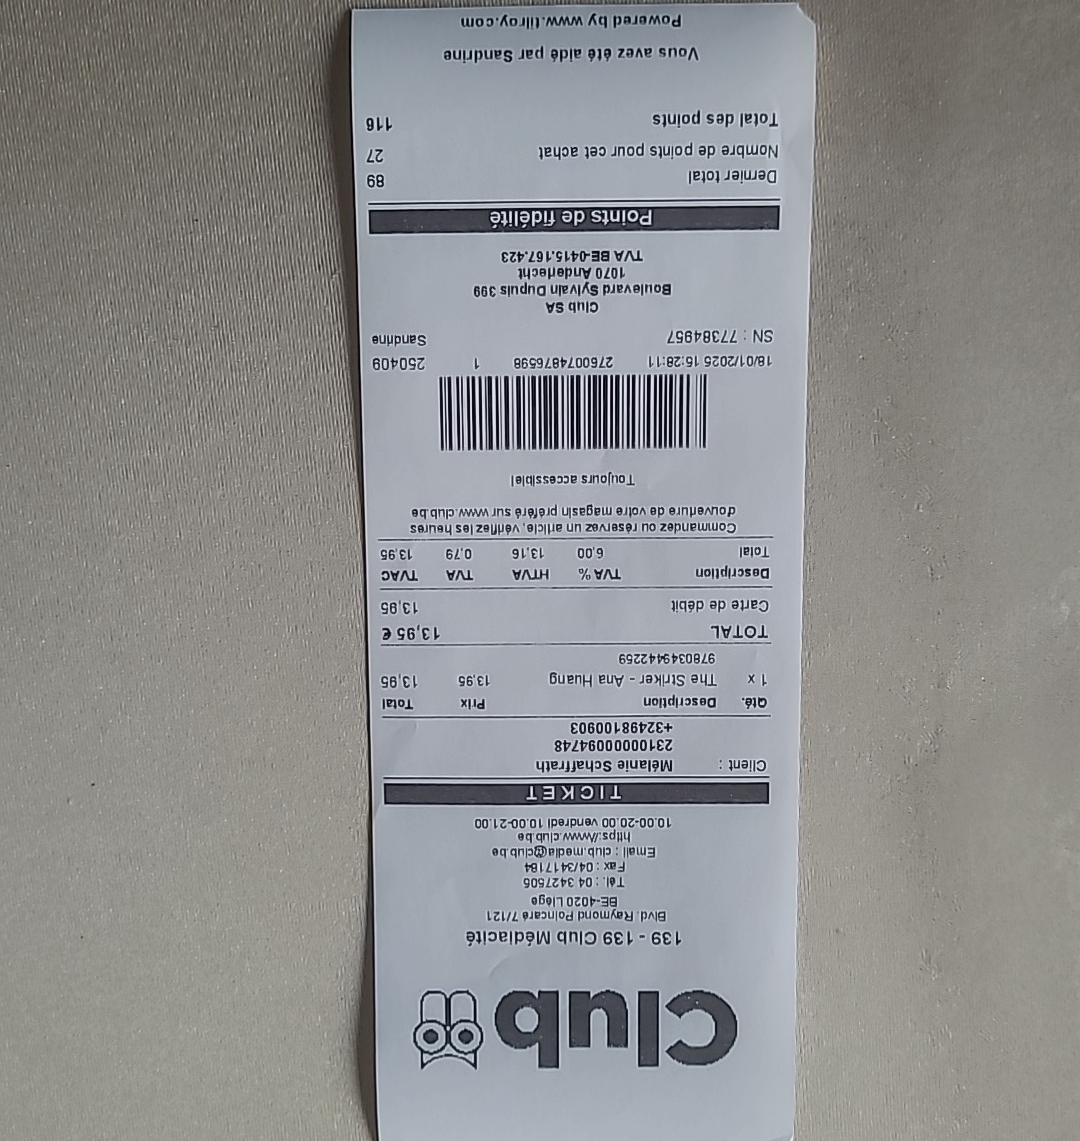 Club
139 - 139 Club Médiacité
Blvd. Raymond Poincaré 7/121
BE-4020 Liège
Tél. : 04 3427505
Fax : 04/3417184
Email : club.media@club.be
https://www.club.be
10.00-20.00 vendredi 10.00-21.00
TICKET
Client : Mélanie Schaffrath
2310000094748
+32498100903
Qté. Description Prix Total
1 x The Striker - Ana Huang 13,95 13,95
9780349442259
TOTAL 13,95 €
Carte de débit 13,95
Description TVA % HTVA TVA TVAC
Total 6,00 13,16 0,79 13,95
Commandez ou réservez un article, vérifiez les heures
d'ouverture de votre magasin préféré sur www.club.be
Toujours accessible!
18/01/2025 15:28:11 2760074876598 1 250409
SN : 77384957 Sandrine
Club SA
Boulevard Sylvain Dupuis 399
1070 Anderlecht
TVA BE-0415.167.423
Points de fidélité
Dernier total 89
Nombre de points pour cet achat 27
Total des points 116
Vous avez été aidé par Sandrine
Powered by www.tilroy.com